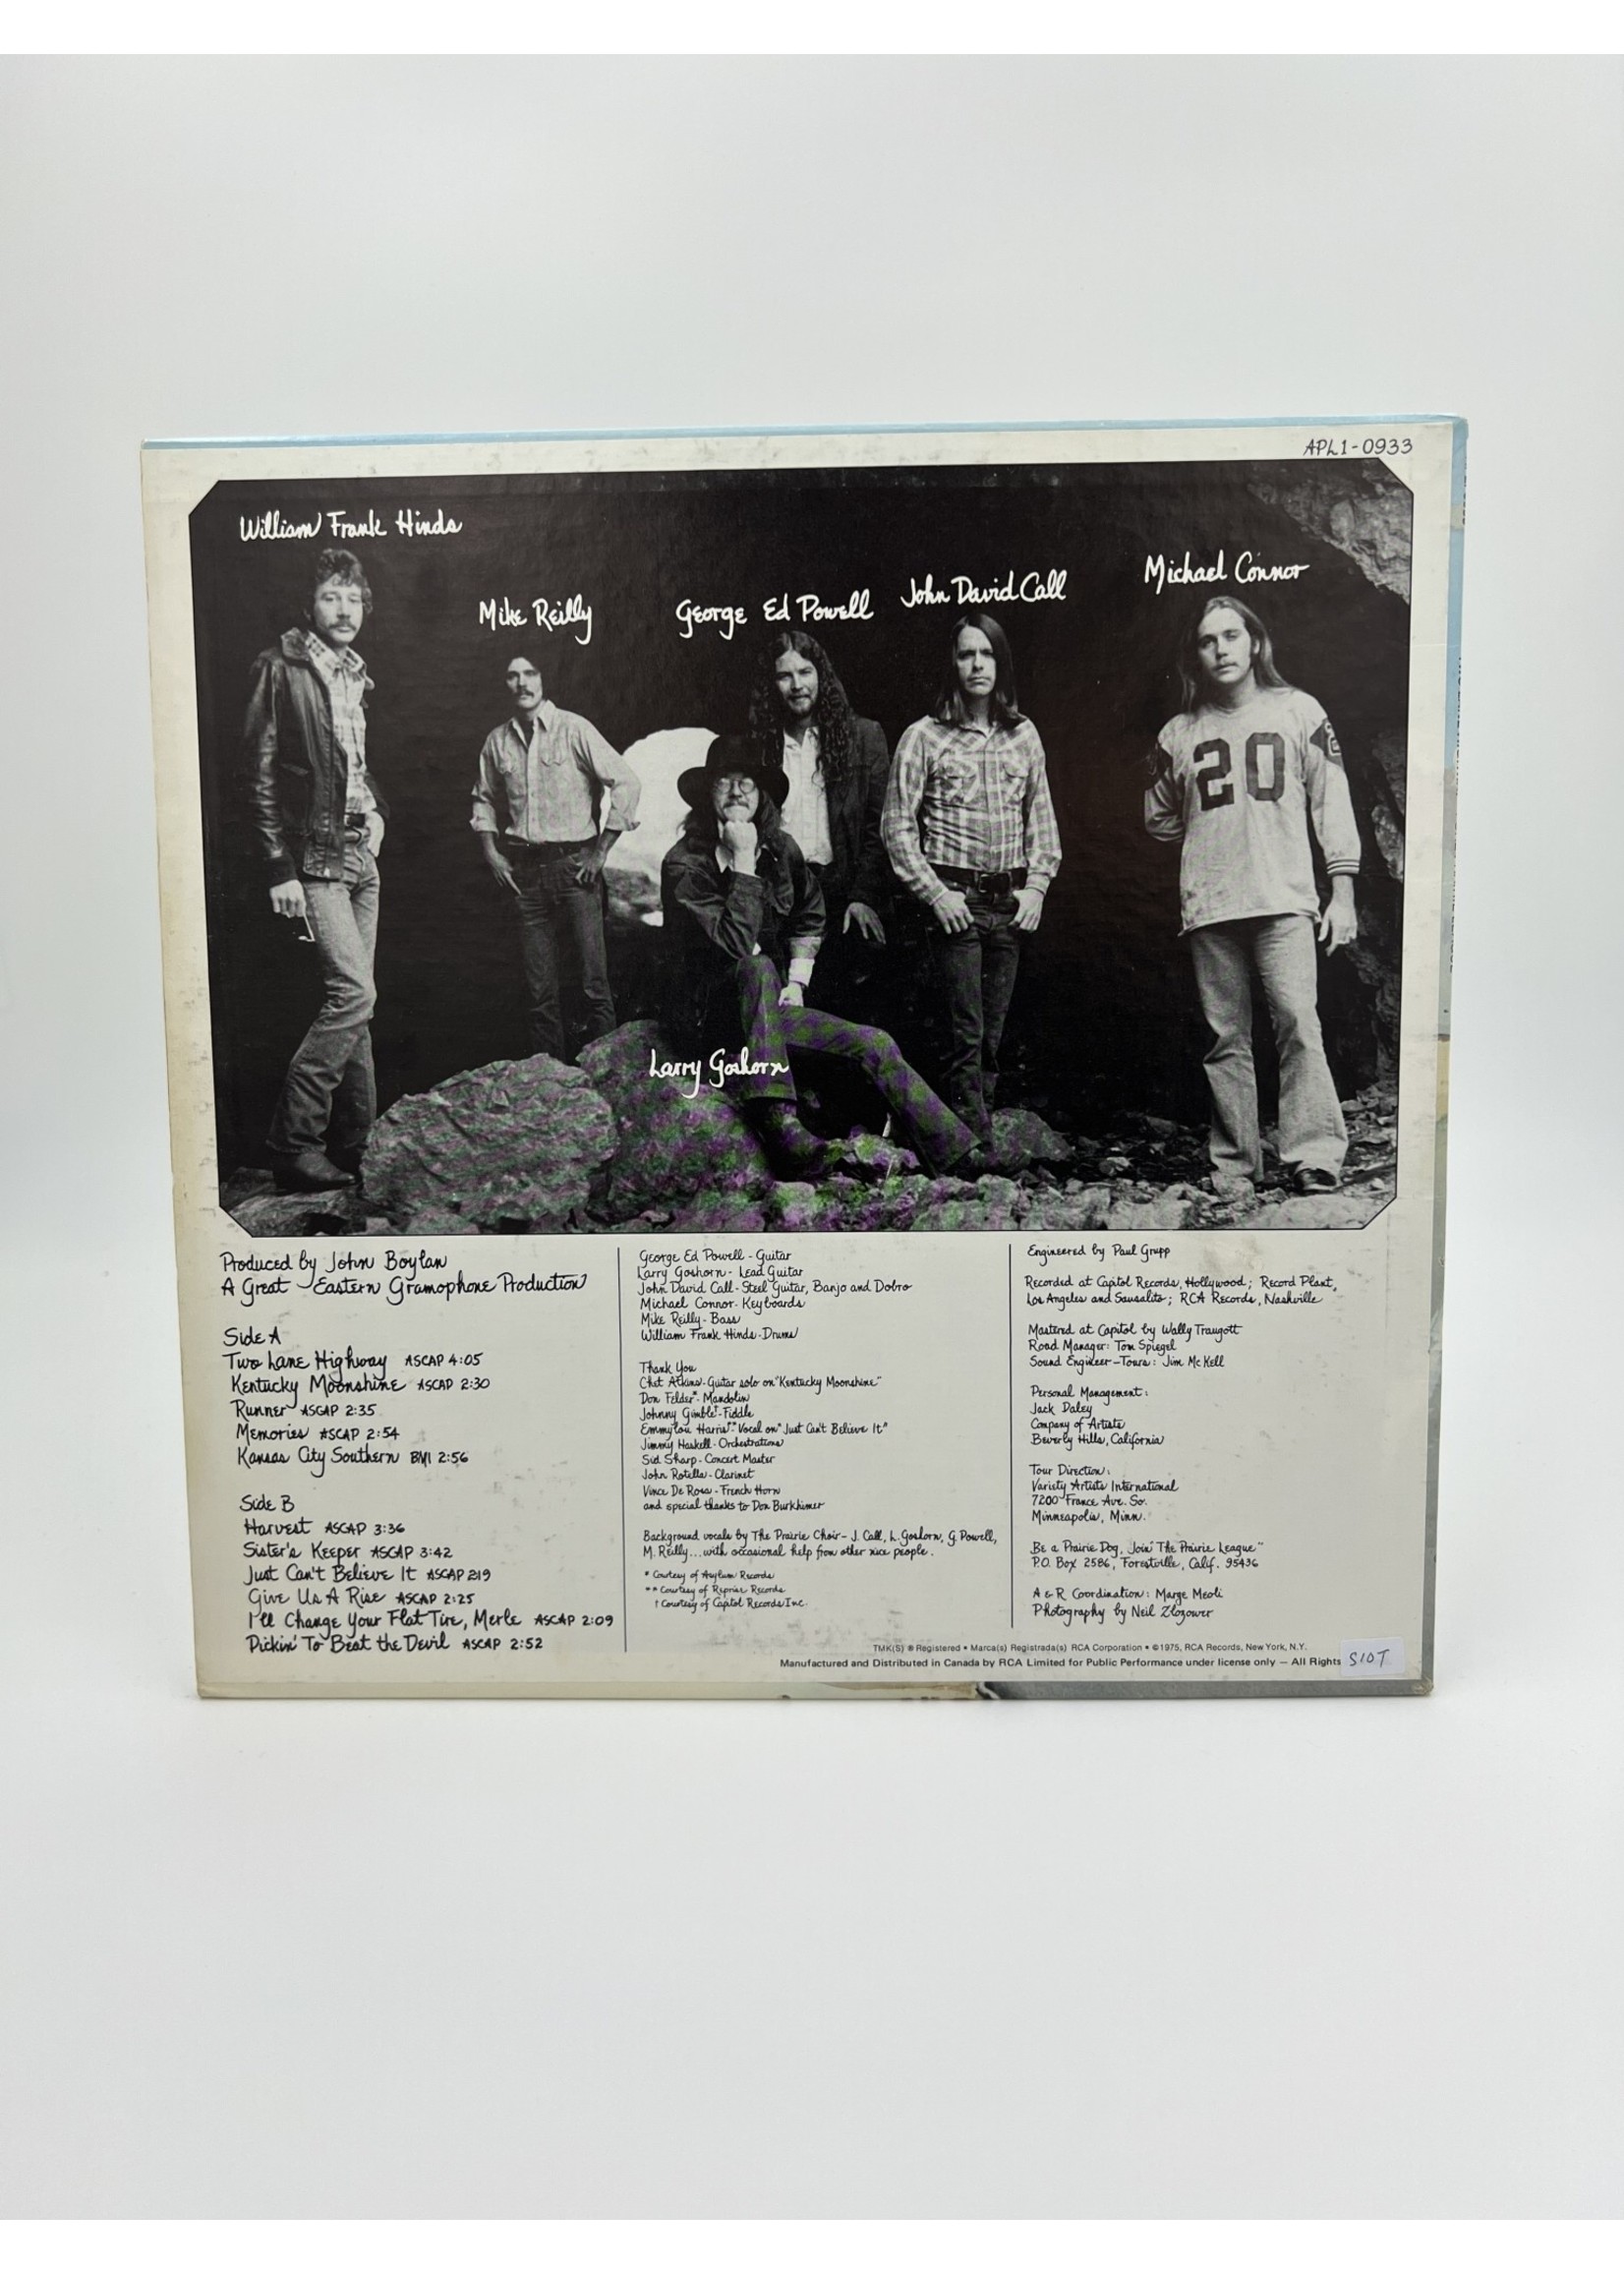 APL1-0933
William Frank Hinds
Mike Reilly
George Ed Powell
John David Call
Michael Connor
20
Larry Goshorn
Produced by John Boylan
A Great Eastern Gramophone Production
Side A
Two Lane Highway ASCAP 4:05
Kentucky Moonshine ASCAP 2:30
Runner ASCAP 2:35
Memories ASCAP 2:54
Kansas City Southern BMI 2:56
Side B
Harvest ASCAP 3:36
Sister's Keeper ASCAP 3:42
Just Can't Believe It ASCAP 2:19
Give Us A Rise ASCAP 2:25
I'll Change Your Flat Tire, Merle ASCAP 2:09
Pickin' To Beat the Devil ASCAP 2:52
George Ed Powell - Guitar
Larry Goshorn - Lead Guitar
John David Call - Steel Guitar, Banjo and Dobro
Michael Connor - Keyboards
Mike Reilly - Bass
William Frank Hinds - Drums
Thank You
Chet Atkins - Guitar solo on "Kentucky Moonshine"
Don Felder* - Mandolin
Johnny Gimble† - Fiddle
Emmylou Harris** - Vocal on "Just Can't Believe It"
Jimmy Haskell - Orchestrations
Sid Sharp - Concert Master
John Rotella - Clarinet
Vince De Rosa - French Horn
and special thanks to Don Burkhimer
Background vocals by The Prairie Choir - J. Call, L. Goshorn, G. Powell,
M. Reilly... with occasional help from other nice people.
* Courtesy of Asylum Records
** Courtesy of Reprise Records
† Courtesy of Capitol Records Inc.
Engineered by Paul Grupp
Recorded at Capitol Records, Hollywood; Record Plant,
Los Angeles and Sausalito; RCA Records, Nashville
Mastered at Capitol by Wally Traugott
Road Manager: Tom Spiegel
Sound Engineer - Tours: Jim McKell
Personal Management:
Jack Daley
Company of Artists
Beverly Hills, California
Tour Direction:
Variety Artists International
7200 France Ave. So.
Minneapolis, Minn.
Be a Prairie Dog, Join "The Prairie League"
P.O. Box 2586, Forestville, Calif. 95436
A & R Coordination: Marge Meoli
Photography by Neil Zlozower
TMK(S) ® Registered • Marca(s) Registrada(s) RCA Corporation • ©1975, RCA Records, New York, N.Y.
Manufactured and Distributed in Canada by RCA Limited for Public Performance under license only — All Rights
S10T